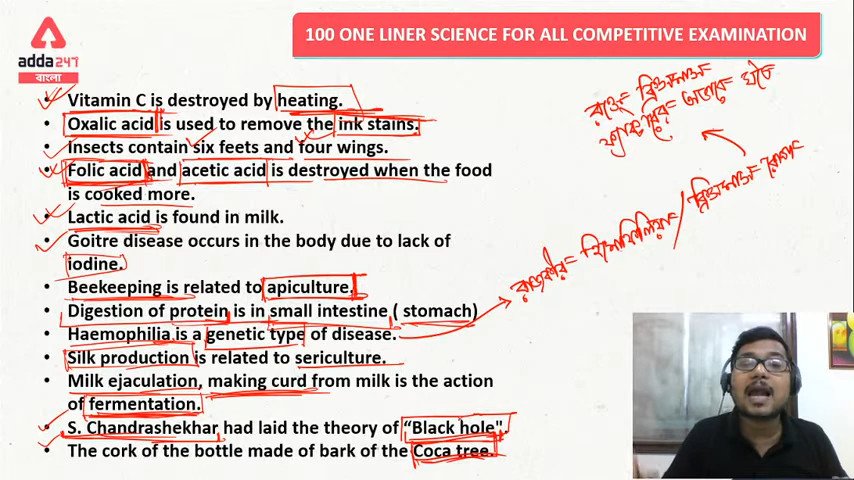 100 ONE LINER SCIENCE FOR ALL COMPETITIVE EXAMINATION
adda247
বাংলা
• Vitamin C is destroyed by heating.
• Oxalic acid is used to remove the ink stains.
• Insects contain six feets and four wings.
• Folic acid and acetic acid is destroyed when the food
is cooked more.
• Lactic acid is found in milk.
• Goitre disease occurs in the body due to lack of
iodine.
• Beekeeping is related to apiculture.
• Digestion of protein is in small intestine ( stomach)
• Haemophilia is a genetic type of disease.
• Silk production is related to sericulture.
• Milk ejaculation, making curd from milk is the action
of fermentation.
• S. Chandrashekhar had laid the theory of “Black hole".
• The cork of the bottle made of bark of the Coca tree.